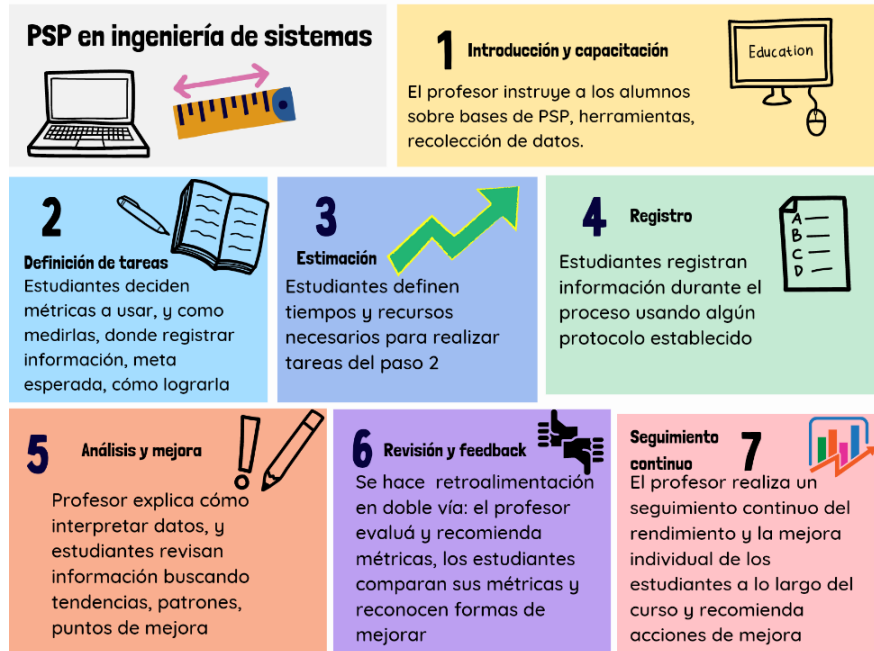 PSP en ingeniería de sistemas
1 Introducción y capacitación
El profesor instruye a los alumnos
sobre bases de PSP, herramientas,
recolección de datos.
Education
2
Definición de tareas
Estudiantes deciden
métricas a usar, y como
medirlas, donde registrar
información, meta
esperada, cómo lograrla
3
Estimación
Estudiantes definen
tiempos y recursos
necesarios para realizar
tareas del paso 2
4 Registro
Estudiantes registran
información durante el
proceso usando algún
protocolo establecido
A
B
C
D
5 Análisis y mejora
Profesor explica cómo
interpretar datos, y
estudiantes revisan
información buscando
tendencias, patrones,
puntos de mejora
6 Revisión y feedback
Se hace retroalimentación
en doble vía: el profesor
evaluá y recomienda
métricas, los estudiantes
comparan sus métricas y
reconocen formas de
mejorar
Seguimiento
continuo 7
El profesor realiza un
seguimiento continuo del
rendimiento y la mejora
individual de los
estudiantes a lo largo del
curso y recomienda
acciones de mejora